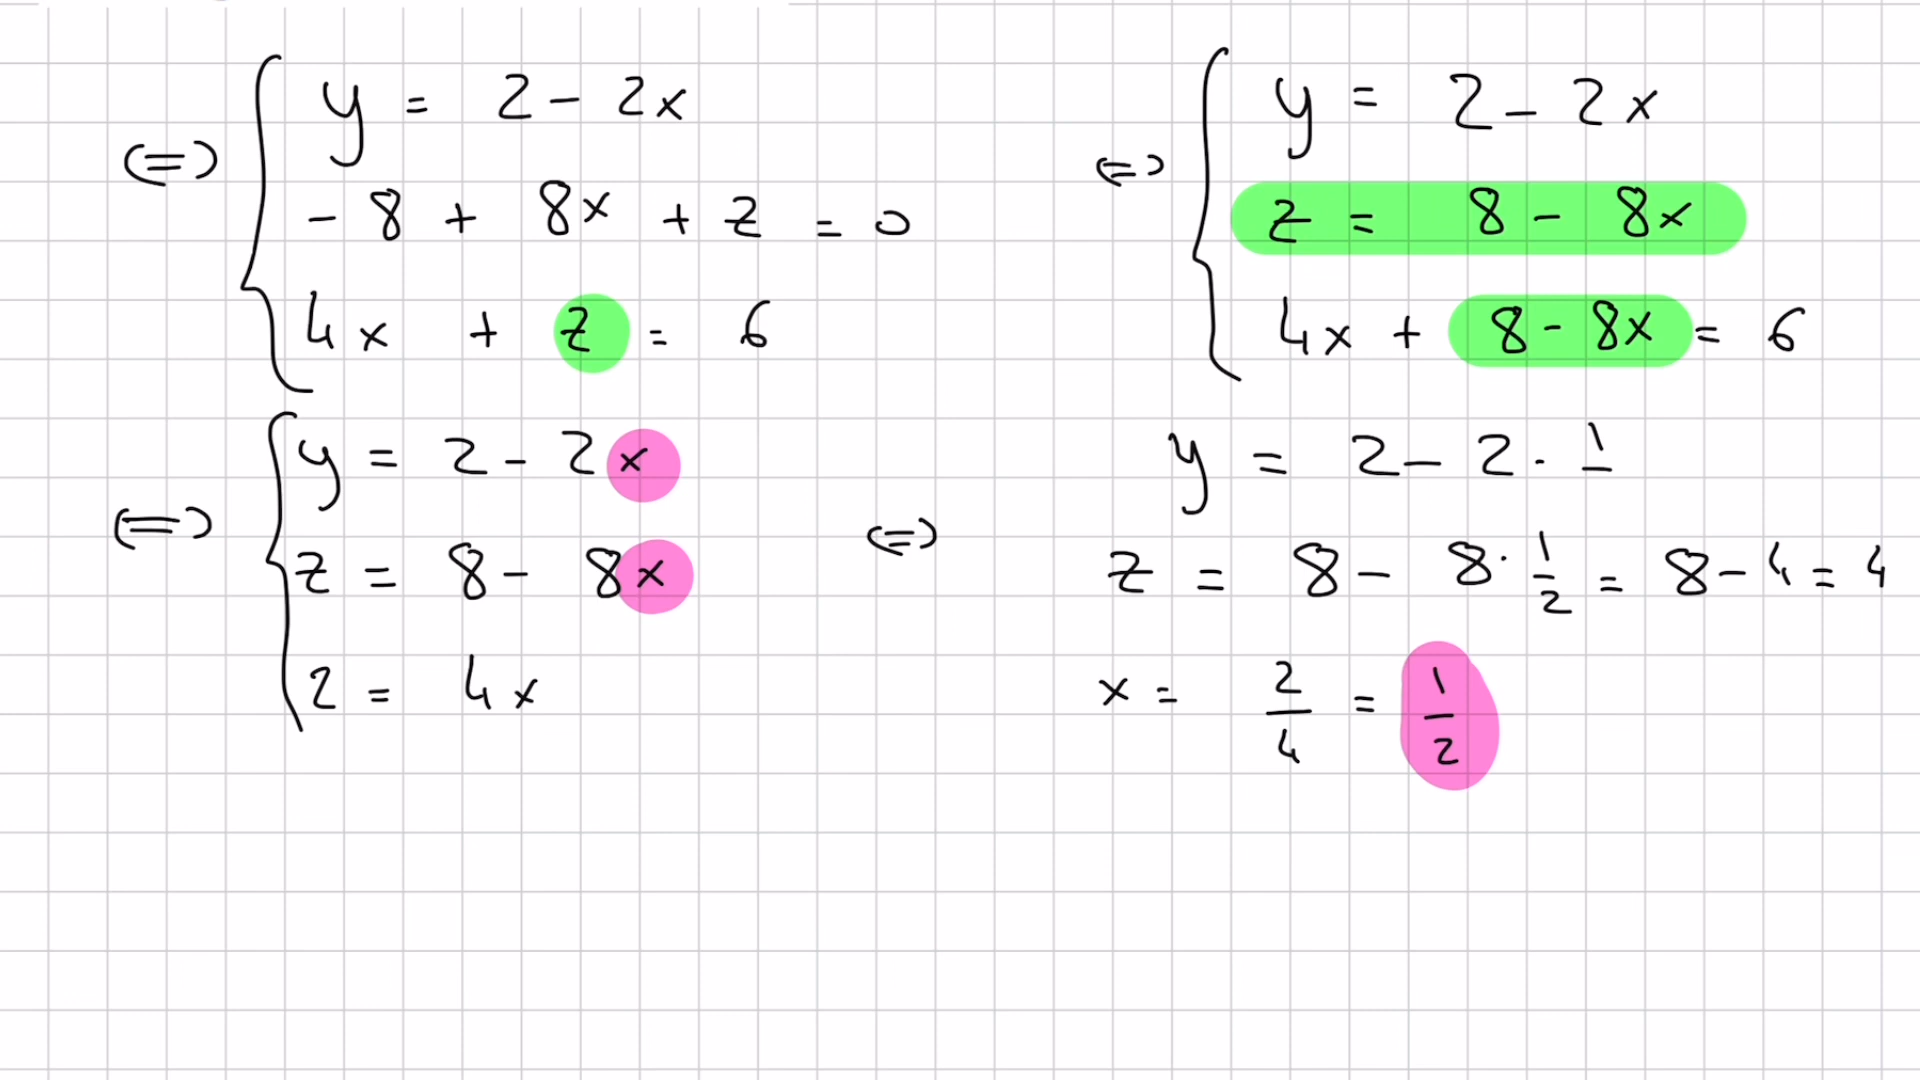 (=) y = 2 - 2x
-8 + 8x + z = 0
4x + z = 6
(=) y = 2 - 2x
z = 8 - 8x
4x + 8 - 8x = 6
(=) y = 2 - 2x
z = 8 - 8x
2 = 4x
(=) y = 2 - 2 · 1/
z = 8 - 8 · 1/2 = 8 - 4 = 4
x = 2/4 = 1/2